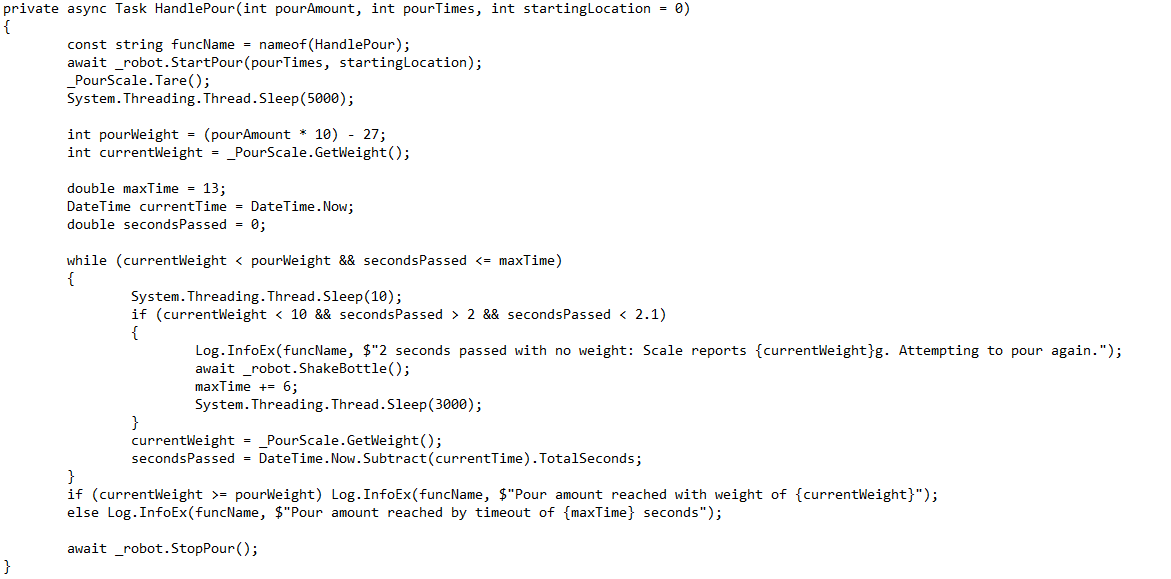 private async Task HandlePour(int pourAmount, int pourTimes, int startingLocation = 0)
{
        const string funcName = nameof(HandlePour);
        await _robot.StartPour(pourTimes, startingLocation);
        _PourScale.Tare();
        System.Threading.Thread.Sleep(5000);

        int pourWeight = (pourAmount * 10) - 27;
        int currentWeight = _PourScale.GetWeight();

        double maxTime = 13;
        DateTime currentTime = DateTime.Now;
        double secondsPassed = 0;

        while (currentWeight < pourWeight && secondsPassed <= maxTime)
        {
                System.Threading.Thread.Sleep(10);
                if (currentWeight < 10 && secondsPassed > 2 && secondsPassed < 2.1)
                {
                        Log.InfoEx(funcName, $"2 seconds passed with no weight: Scale reports {currentWeight}g. Attempting to pour again.");
                        await _robot.ShakeBottle();
                        maxTime += 6;
                        System.Threading.Thread.Sleep(3000);
                }
                currentWeight = _PourScale.GetWeight();
                secondsPassed = DateTime.Now.Subtract(currentTime).TotalSeconds;
        }
        if (currentWeight >= pourWeight) Log.InfoEx(funcName, $"Pour amount reached with weight of {currentWeight}");
        else Log.InfoEx(funcName, $"Pour amount reached by timeout of {maxTime} seconds");

        await _robot.StopPour();
}